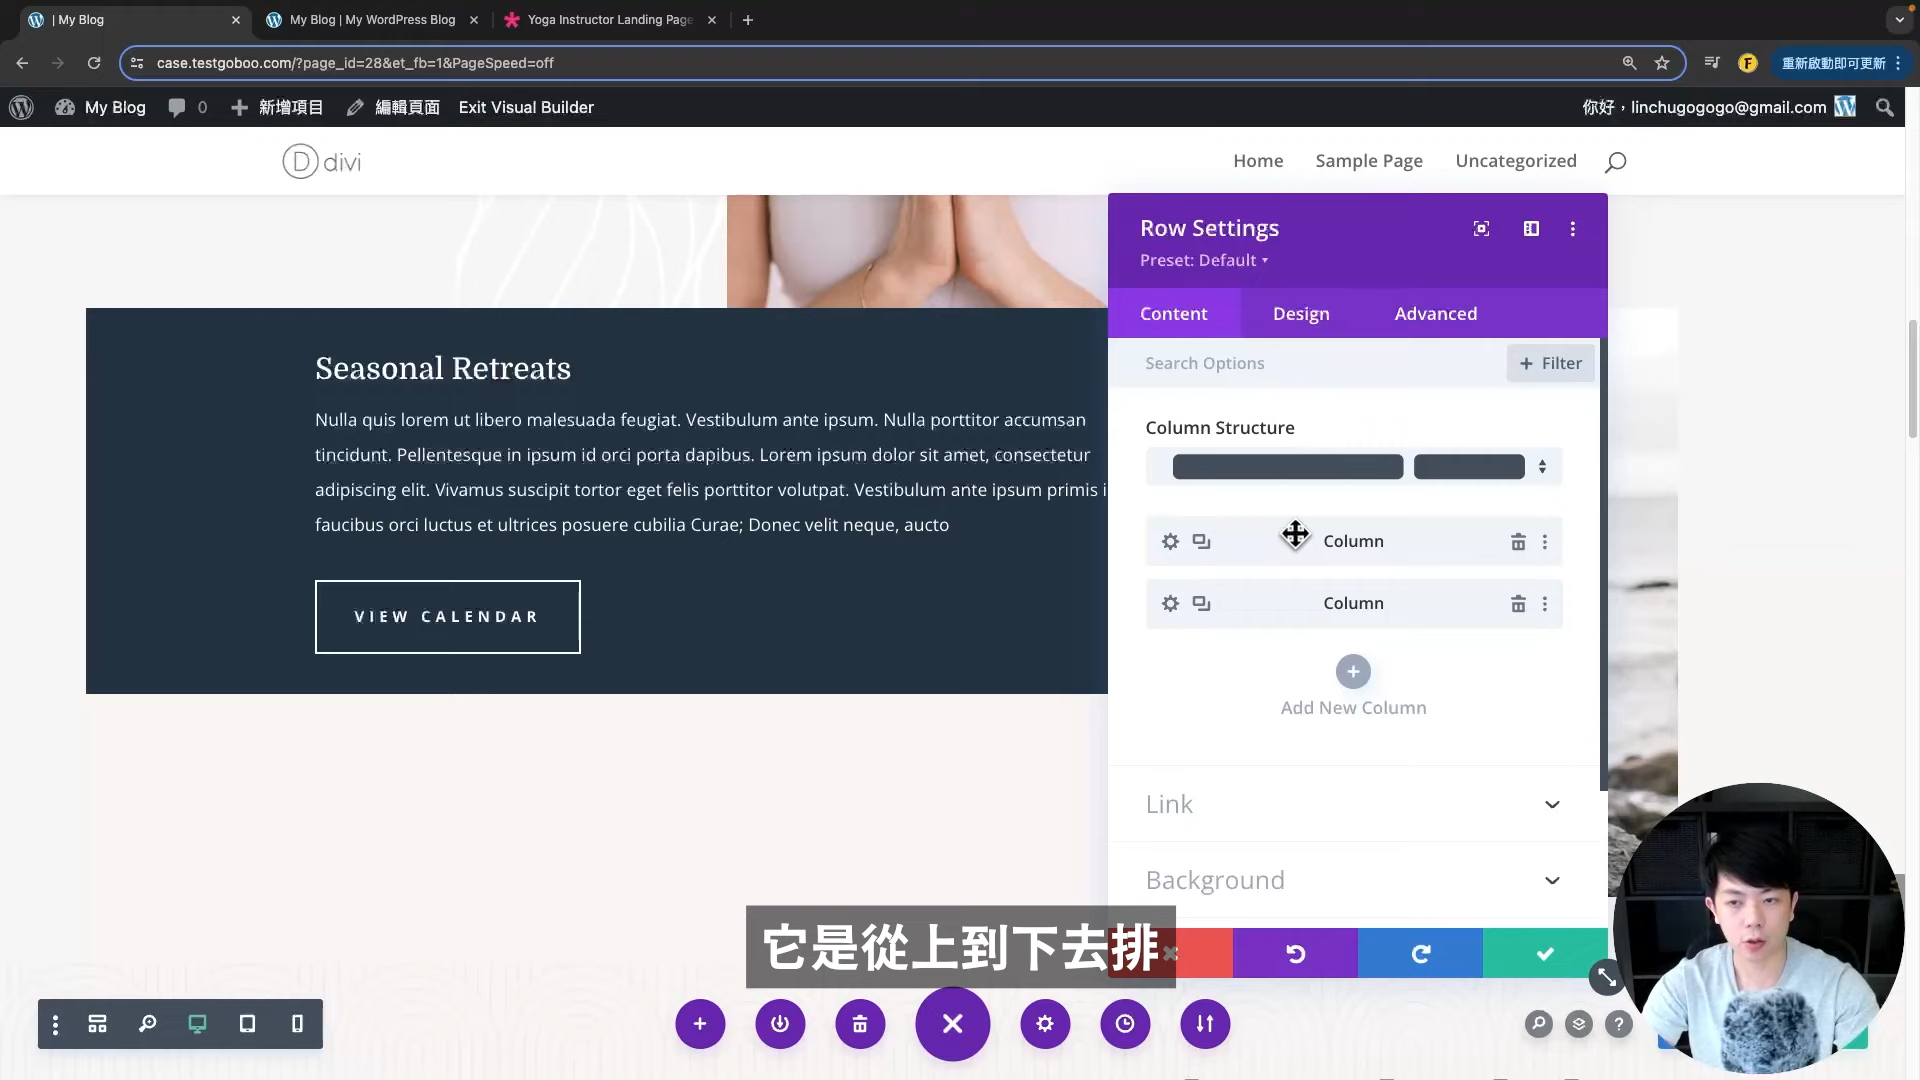 | My Blog
My Blog | My WordPress Blog
Yoga Instructor Landing Page
case.testgoboo.com/?page_id=28&et_fb=1&PageSpeed=off
F
重新啟動即可更新
My Blog
0
新增項目
編輯頁面
Exit Visual Builder
你好，linchugogogo@gmail.com
D divi
Home
Sample Page
Uncategorized
Row Settings
Preset: Default
Content
Design
Advanced
Search Options
Filter
Column Structure
Column
Column
Add New Column
Link
Background
Seasonal Retreats
Nulla quis lorem ut libero malesuada feugiat. Vestibulum ante ipsum. Nulla porttitor accumsan
tincidunt. Pellentesque in ipsum id orci porta dapibus. Lorem ipsum dolor sit amet, consectetur
adipiscing elit. Vivamus suscipit tortor eget felis porttitor volutpat. Vestibulum ante ipsum primis i
faucibus orci luctus et ultrices posuere cubilia Curae; Donec velit neque, aucto
VIEW CALENDAR
它是從上到下去排